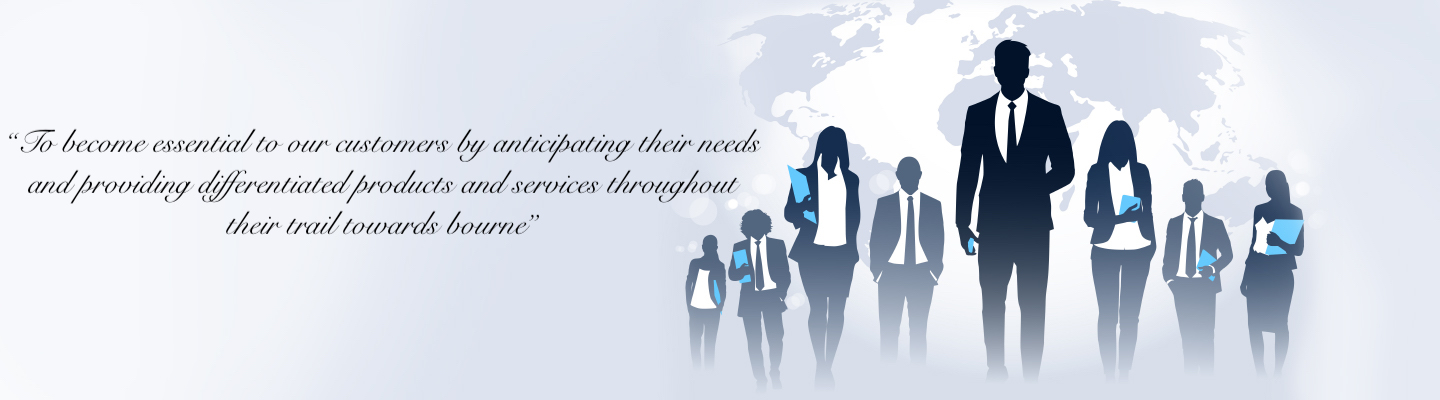 “To become essential to our customers by anticipating their needs
and providing differentiated products and services throughout
their trail towards bourne”